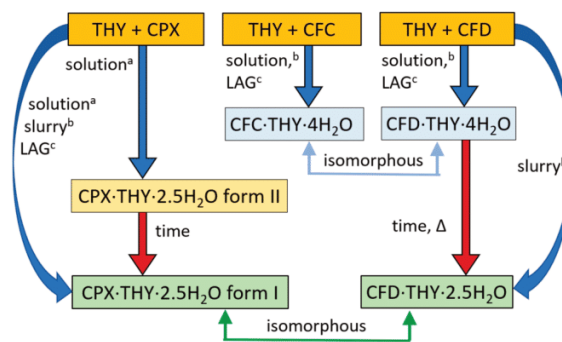 THY + CPX
THY + CFC
THY + CFD
solutionᵃ
solution,ᵇ
LAGᶜ
solution,ᵇ
LAGᶜ
solutionᵃ
slurryᵇ
LAGᶜ
CFC·THY·4H₂O
CFD·THY·4H₂O
isomorphous
slurry
CPX·THY·2.5H₂O form II
time
time, Δ
CPX·THY·2.5H₂O form I
CFD·THY·2.5H₂O
isomorphous